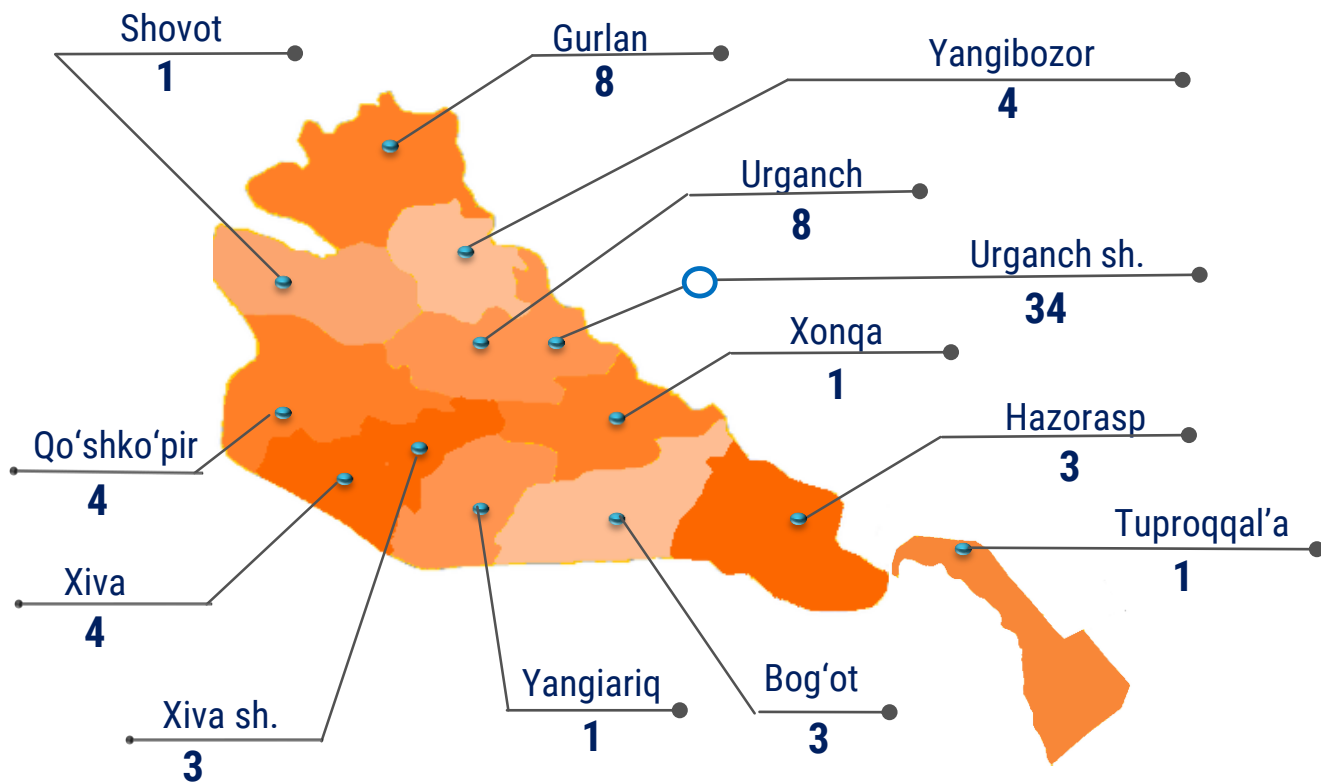 Shovot
1
Gurlan
8
Yangibozor
4
Urganch
8
Urganch sh.
34
Xonqa
1
Hazorasp
3
Qo‘shko‘pir
4
Tuproqqal’a
1
Xiva
4
Yangiariq
1
Bog‘ot
3
Xiva sh.
3